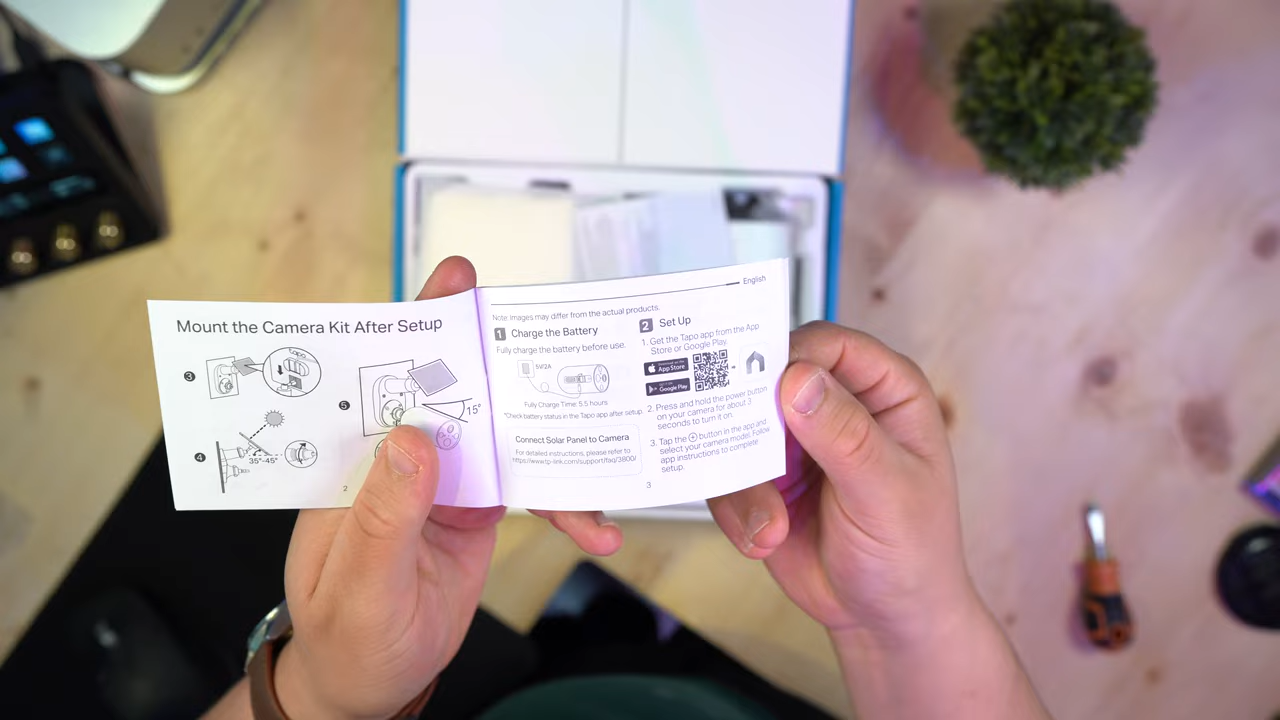 Mount the Camera Kit After Setup
3
4
35°-45°
5
15°
2
English
Note: Images may differ from the actual products.
1 Charge the Battery
Fully charge the battery before use.
5V/2A
Fully Charge Time: 5.5 hours
*Check battery status in the Tapo app after setup.
Connect Solar Panel to Camera
For detailed instructions, please refer to
https://www.tp-link.com/support/faq/3800/
2 Set Up
1. Get the Tapo app from the App
Store or Google Play.
App Store
Google Play
2. Press and hold the power button
on your camera for about 3
seconds to turn it on.
3. Tap the ⊕ button in the app and
select your camera model. Follow
app instructions to complete
setup.
3